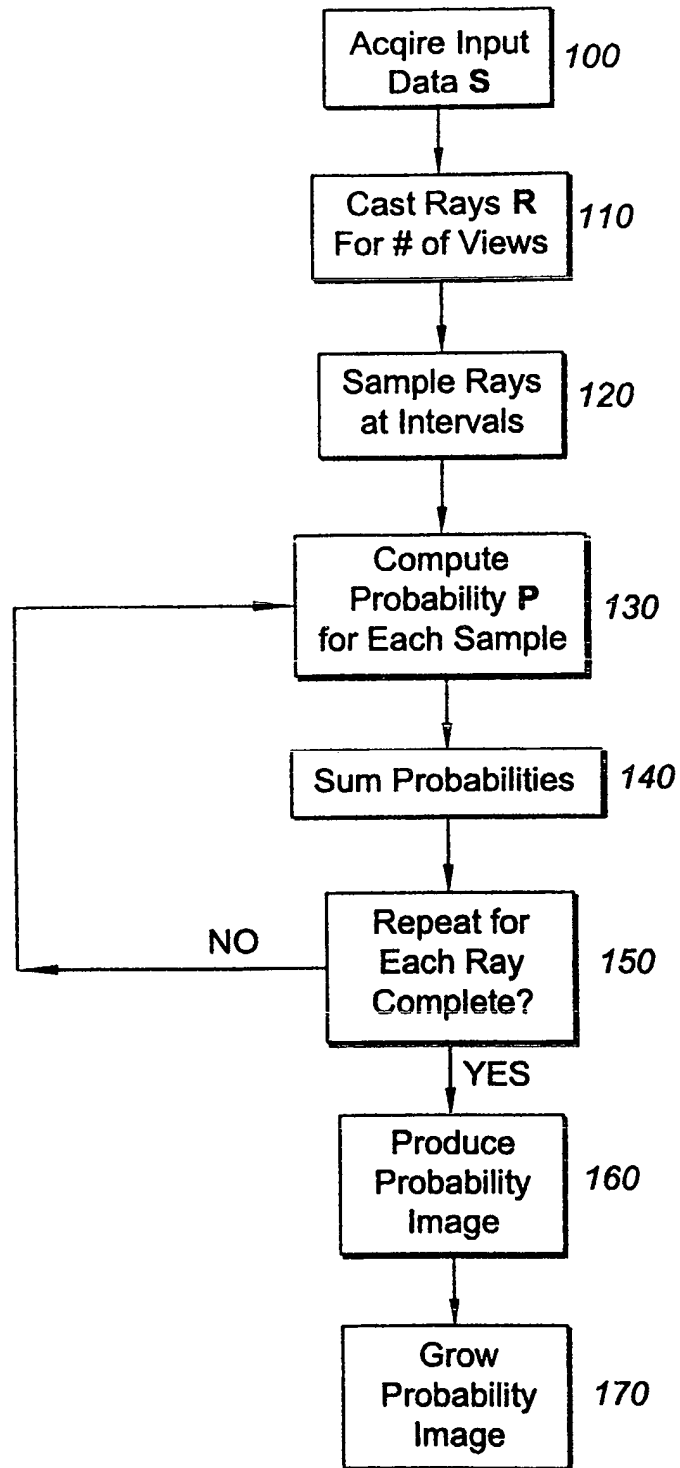 Acqire Input
Data S
100
Cast Rays R
For # of Views
110
Sample Rays
at Intervals
120
Compute
Probability P
for Each Sample
130
Sum Probabilities
140
Repeat for
Each Ray
Complete?
150
NO
YES
Produce
Probability
Image
160
Grow
Probability
Image
170